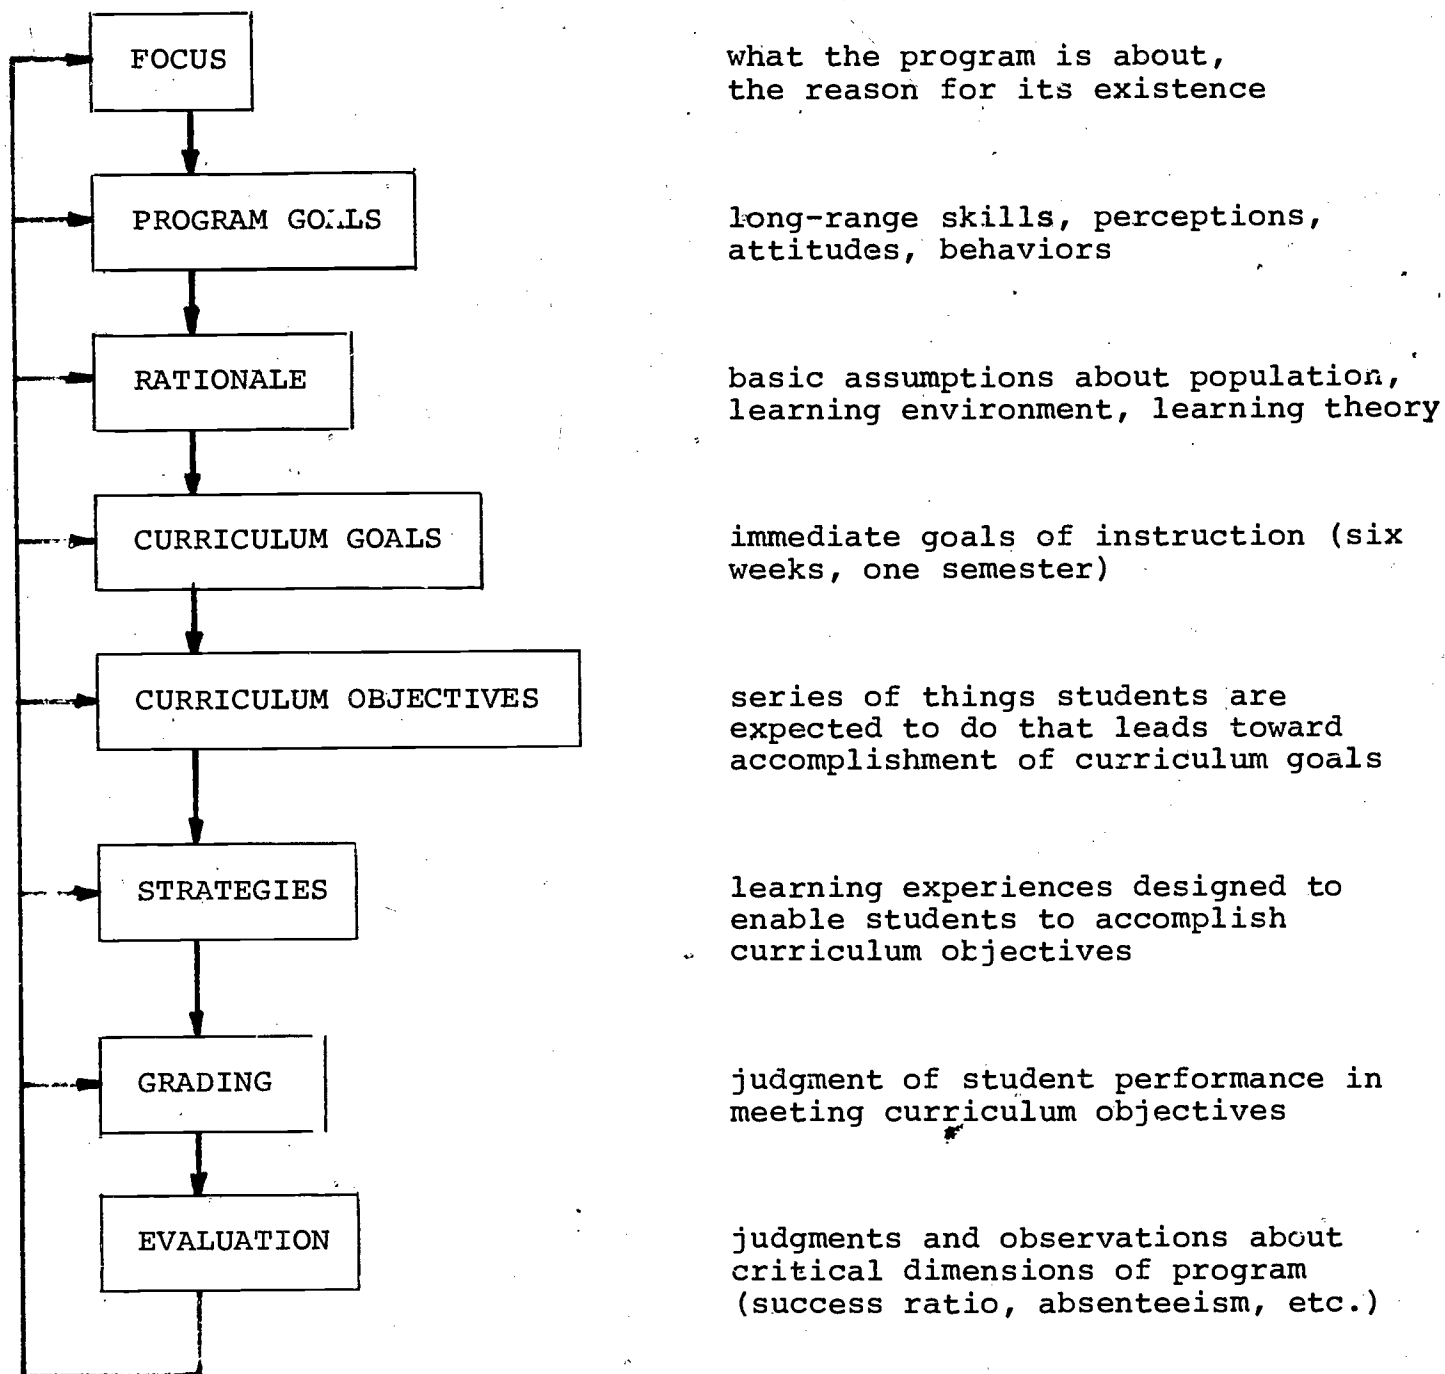 FOCUS
what the program is about,
the reason for its existence
PROGRAM GOALS
long-range skills, perceptions,
attitudes, behaviors
RATIONALE
basic assumptions about population,
learning environment, learning theory
CURRICULUM GOALS
immediate goals of instruction (six
weeks, one semester)
CURRICULUM OBJECTIVES
series of things students are
expected to do that leads toward
accomplishment of curriculum goals
STRATEGIES
learning experiences designed to
enable students to accomplish
curriculum objectives
GRADING
judgment of student performance in
meeting curriculum objectives
EVALUATION
judgments and observations about
critical dimensions of program
(success ratio, absenteeism, etc.)